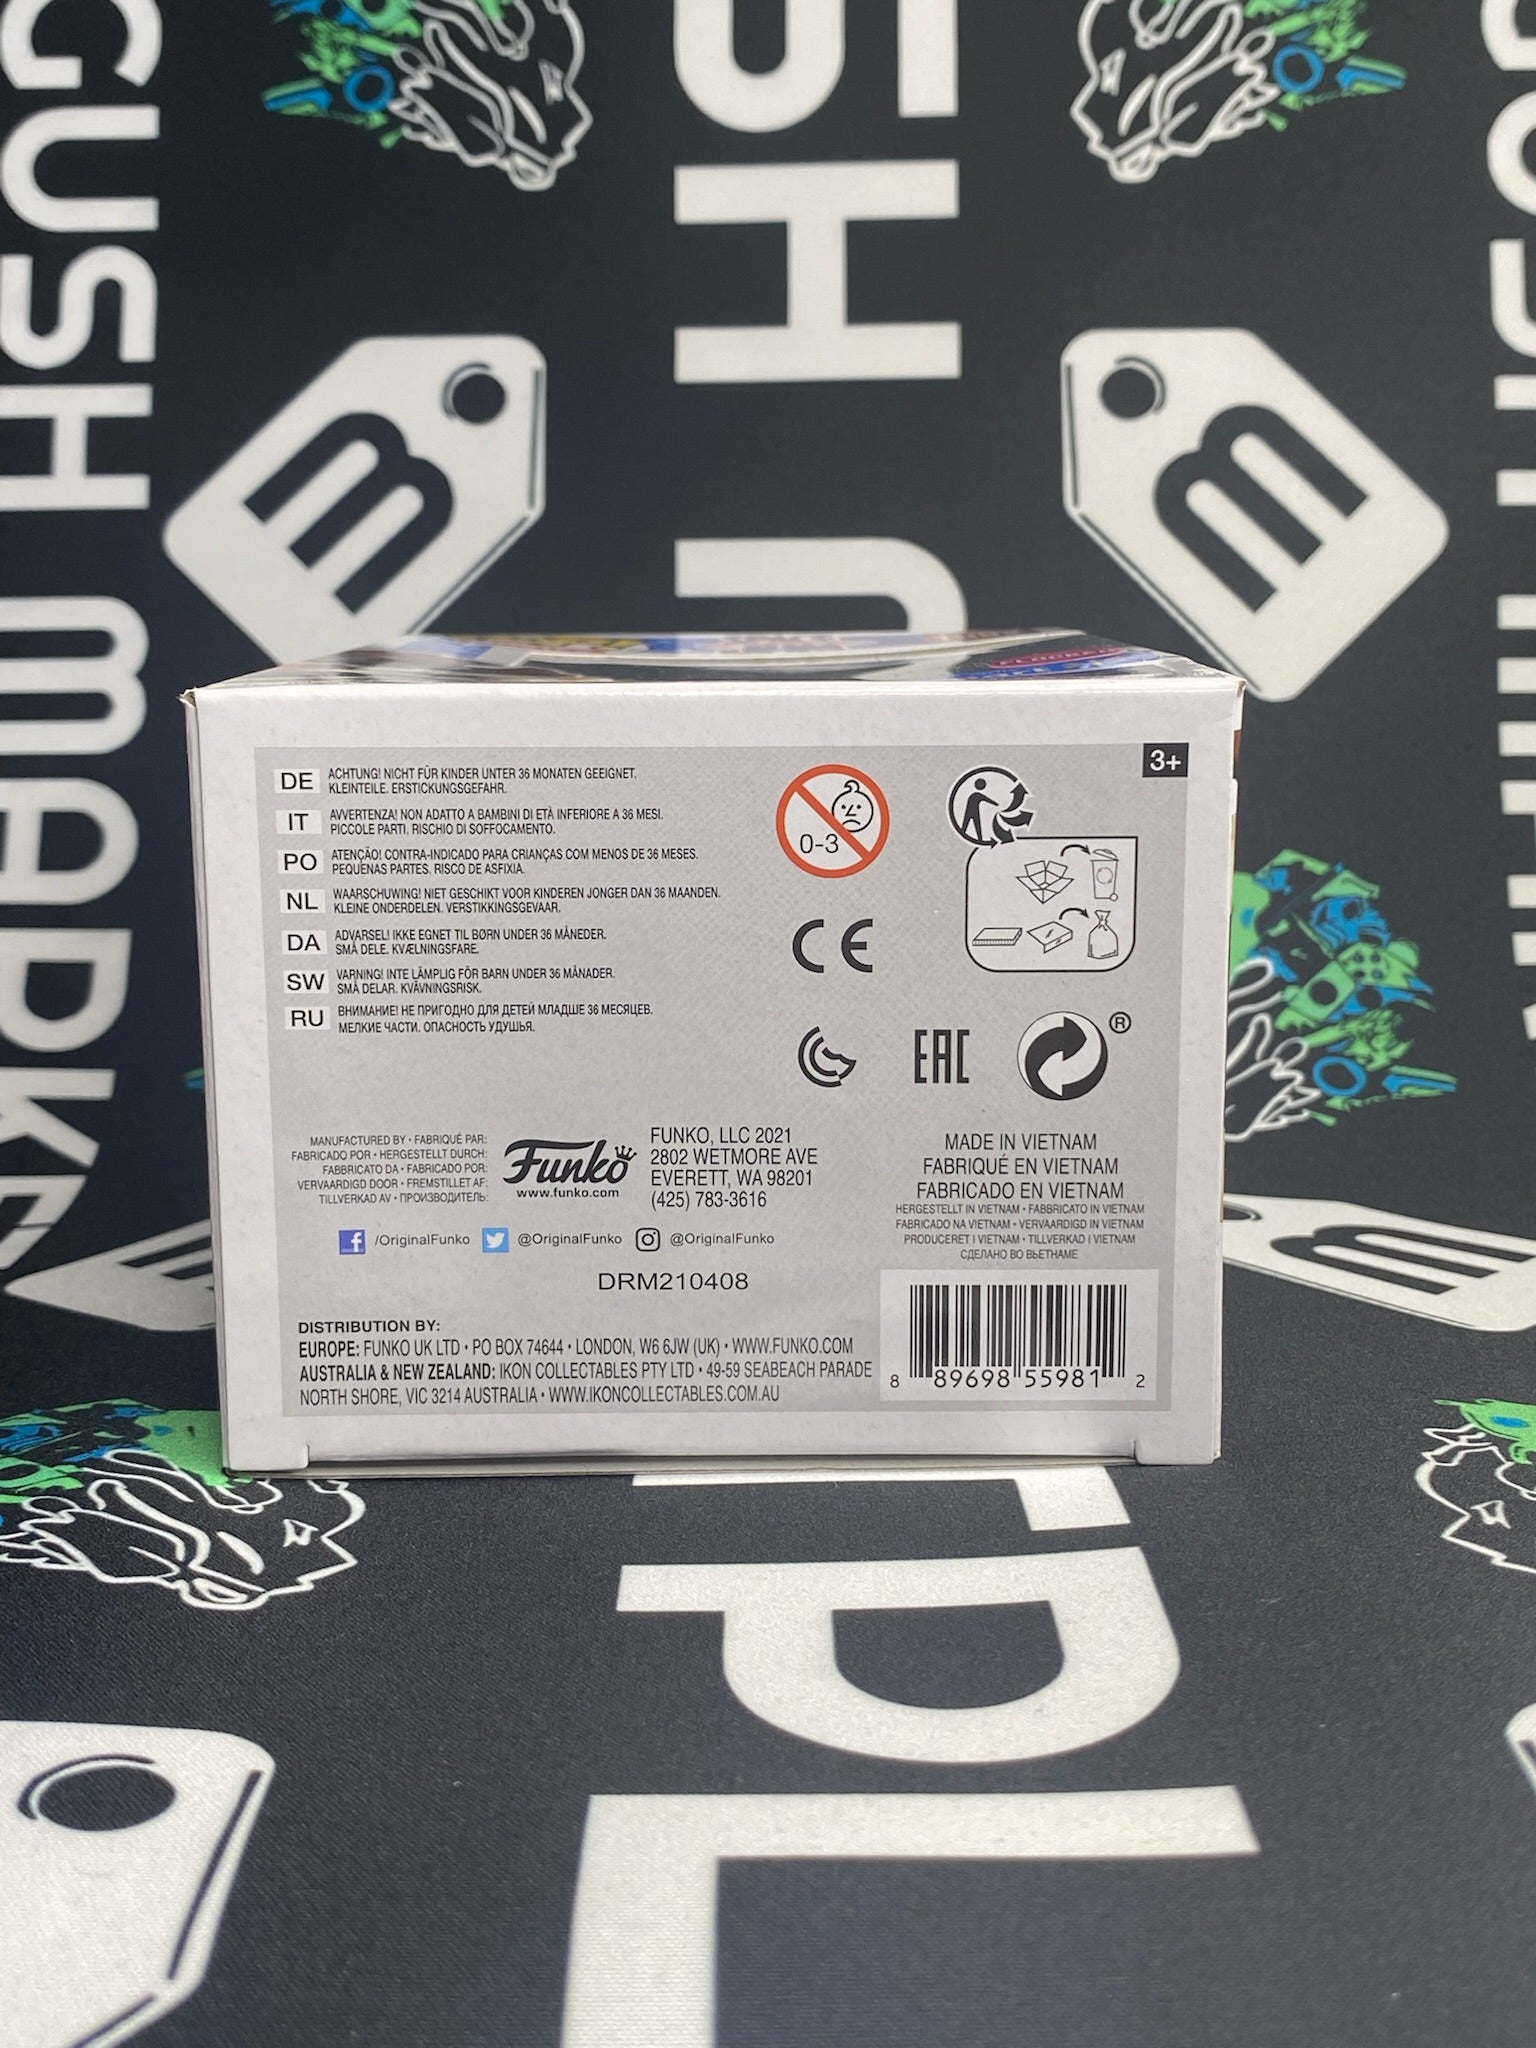 GUSH
MARKE
SH
FLOCKED
3+
DE ACHTUNG! NICHT FÜR KINDER UNTER 36 MONATEN GEEIGNET.
KLEINTEILE. ERSTICKUNGSGEFAHR.
IT AVVERTENZA! NON ADATTO A BAMBINI DI ETÀ INFERIORE A 36 MESI.
PICCOLE PARTI. RISCHIO DI SOFFOCAMENTO.
PO ATENÇÃO! CONTRA-INDICADO PARA CRIANÇAS COM MENOS DE 36 MESES.
PEQUENAS PARTES. RISCO DE ASFIXIA.
NL WAARSCHUWING! NIET GESCHIKT VOOR KINDEREN JONGER DAN 36 MAANDEN.
KLEINE ONDERDELEN. VERSTIKKINGSGEVAAR.
DA ADVARSEL! IKKE EGNET TIL BØRN UNDER 36 MÅNEDER.
SMÅ DELE. KVÆLNINGSFARE.
SW VARNING! INTE LÄMPLIG FÖR BARN UNDER 36 MÅNADER.
SMÅ DELAR. KVÄVNINGSRISK.
RU ВНИМАНИЕ! НЕ ПРИГОДНО ДЛЯ ДЕТЕЙ МЛАДШЕ 36 МЕСЯЦЕВ.
МЕЛКИЕ ЧАСТИ. ОПАСНОСТЬ УДУШЬЯ.
0-3
CE
EAC
®
MANUFACTURED BY • FABRIQUÉ PAR:
FABRICADO POR • HERGESTELLT DURCH:
FABBRICATO DA • FABRICADO POR:
VERVAARDIGD DOOR • FREMSTILLET AF:
TILLVERKAD AV • ПРОИЗВОДИТЕЛЬ:
Funko
www.funko.com
FUNKO, LLC 2021
2802 WETMORE AVE
EVERETT, WA 98201
(425) 783-3616
MADE IN VIETNAM
FABRIQUÉ EN VIETNAM
FABRICADO EN VIETNAM
HERGESTELLT IN VIETNAM • FABBRICATO IN VIETNAM
FABRICADO NA VIETNAM • VERVAARDIGD IN VIETNAM
PRODUCERET I VIETNAM • TILLVERKAD I VIETNAM
СДЕЛАНО ВО ВЬЕТНАМЕ
/OriginalFunko @OriginalFunko @OriginalFunko
DRM210408
DISTRIBUTION BY:
EUROPE: FUNKO UK LTD • PO BOX 74644 • LONDON, W6 6JW (UK) • WWW.FUNKO.COM
AUSTRALIA & NEW ZEALAND: IKON COLLECTABLES PTY LTD • 49-59 SEABEACH PARADE
NORTH SHORE, VIC 3214 AUSTRALIA • WWW.IKONCOLLECTABLES.COM.AU
8 89698 55981 2